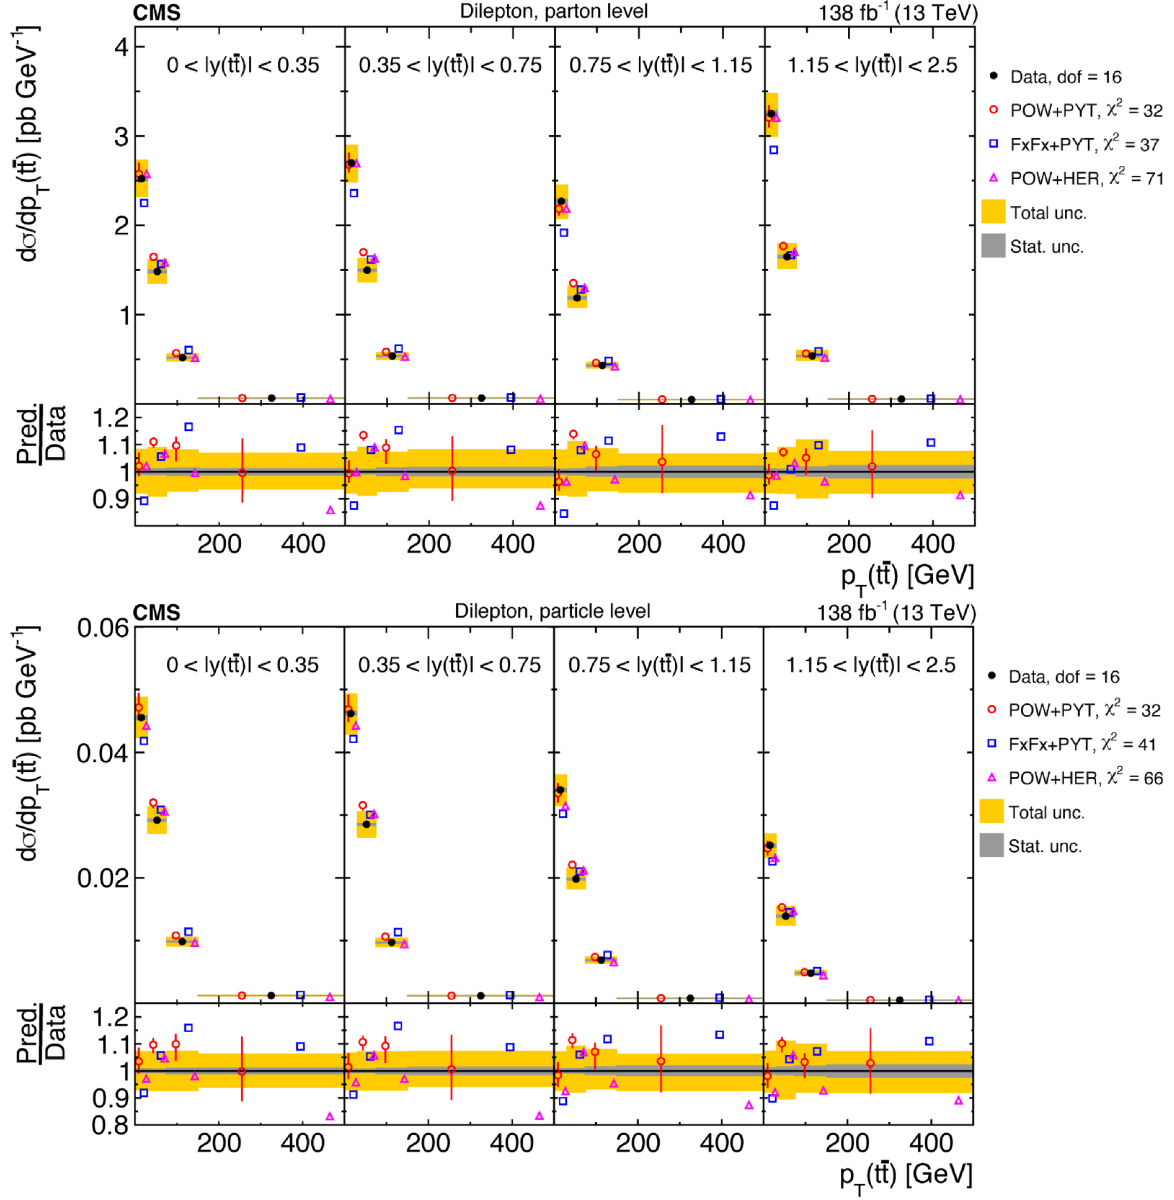 CMS Dilepton, parton level 138 fb⁻¹ (13 TeV)
dσ/dp_T(tt̄) [pb GeV⁻¹]
4
3
2
1
0 < |y(tt̄)| < 0.35
0.35 < |y(tt̄)| < 0.75
0.75 < |y(tt̄)| < 1.15
1.15 < |y(tt̄)| < 2.5
Data, dof = 16
POW+PYT, χ² = 32
FxFx+PYT, χ² = 37
POW+HER, χ² = 71
Total unc.
Stat. unc.
Pred.
Data
1.2
1.1
1
0.9
200 400 200 400 200 400 200 400
p_T(tt̄) [GeV]
CMS Dilepton, particle level 138 fb⁻¹ (13 TeV)
dσ/dp_T(tt̄) [pb GeV⁻¹]
0.06
0.04
0.02
0 < |y(tt̄)| < 0.35
0.35 < |y(tt̄)| < 0.75
0.75 < |y(tt̄)| < 1.15
1.15 < |y(tt̄)| < 2.5
Data, dof = 16
POW+PYT, χ² = 32
FxFx+PYT, χ² = 41
POW+HER, χ² = 66
Total unc.
Stat. unc.
Pred.
Data
1.2
1.1
1
0.9
0.8
200 400 200 400 200 400 200 400
p_T(tt̄) [GeV]